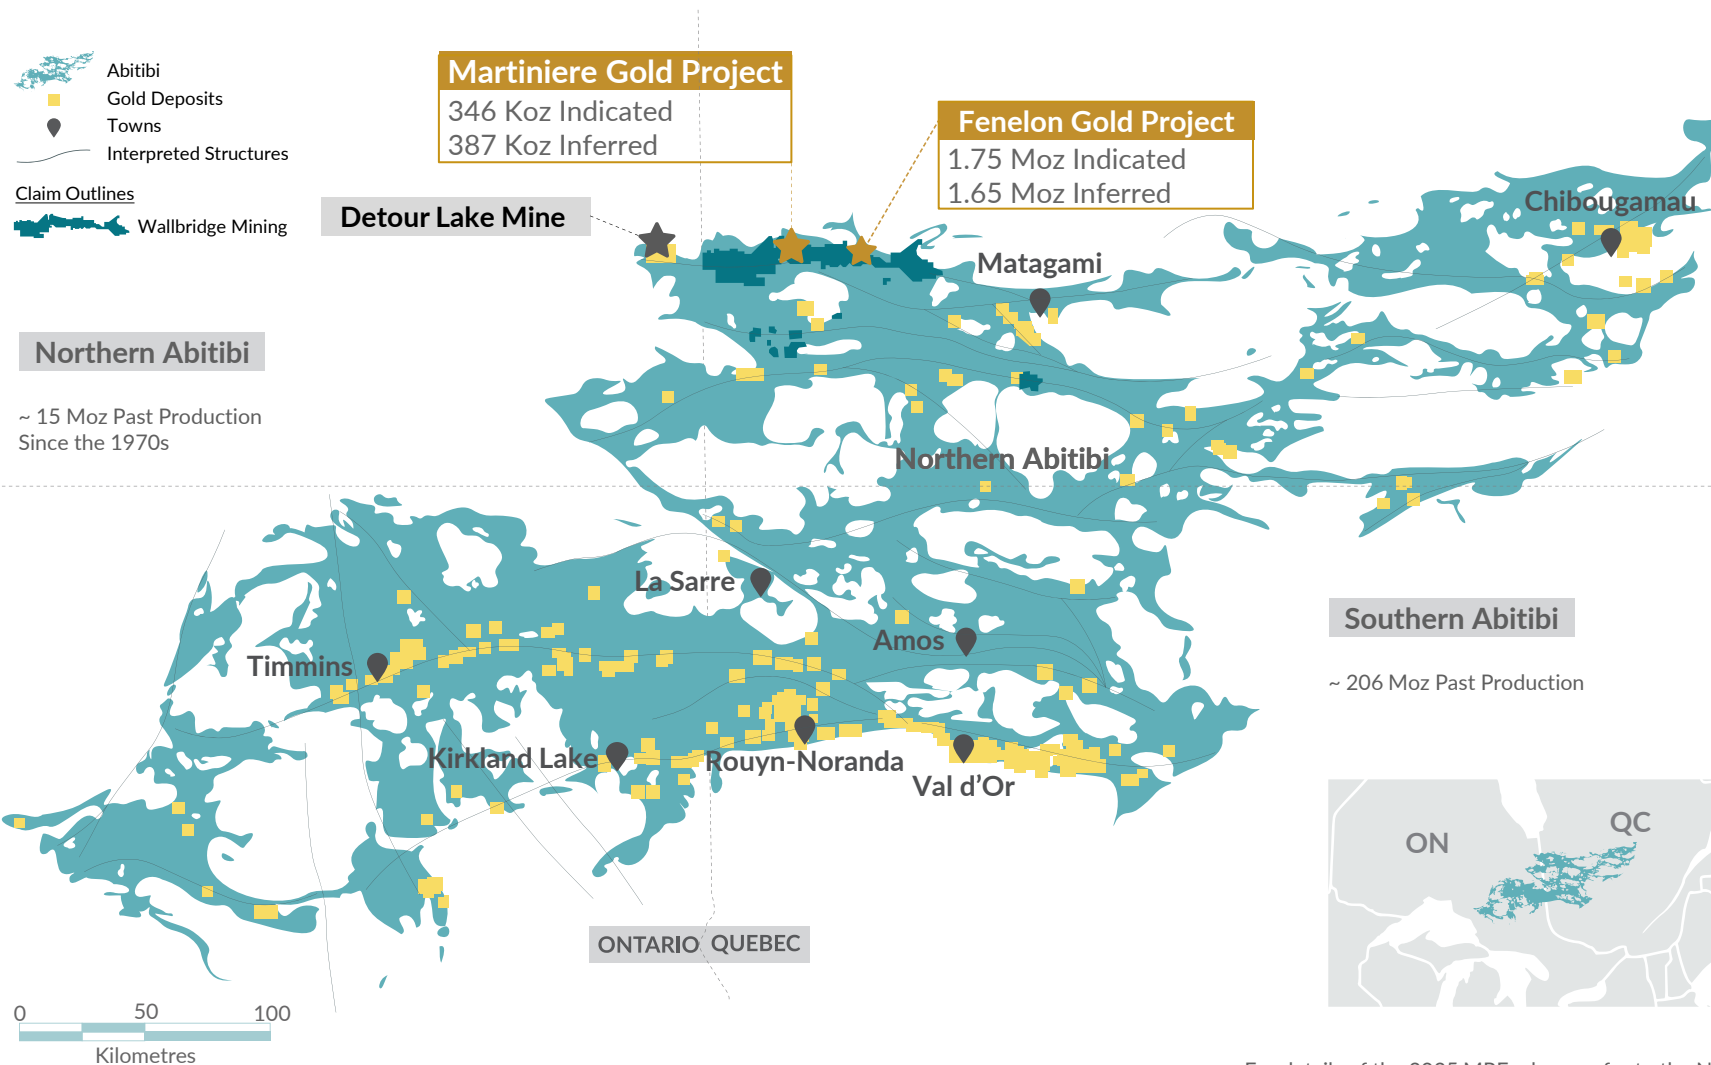 Abitibi
Gold Deposits
Towns
Interpreted Structures
Claim Outlines
Wallbridge Mining
Martiniere Gold Project
346 Koz Indicated
387 Koz Inferred
Fenelon Gold Project
1.75 Moz Indicated
1.65 Moz Inferred
Detour Lake Mine
Chibougamau
Matagami
Northern Abitibi
~ 15 Moz Past Production
Since the 1970s
Northern Abitibi
La Sarre
Amos
Timmins
Southern Abitibi
~ 206 Moz Past Production
Kirkland Lake
Rouyn-Noranda
Val d'Or
ON
QC
ONTARIO
QUEBEC
0
50
100
Kilometres